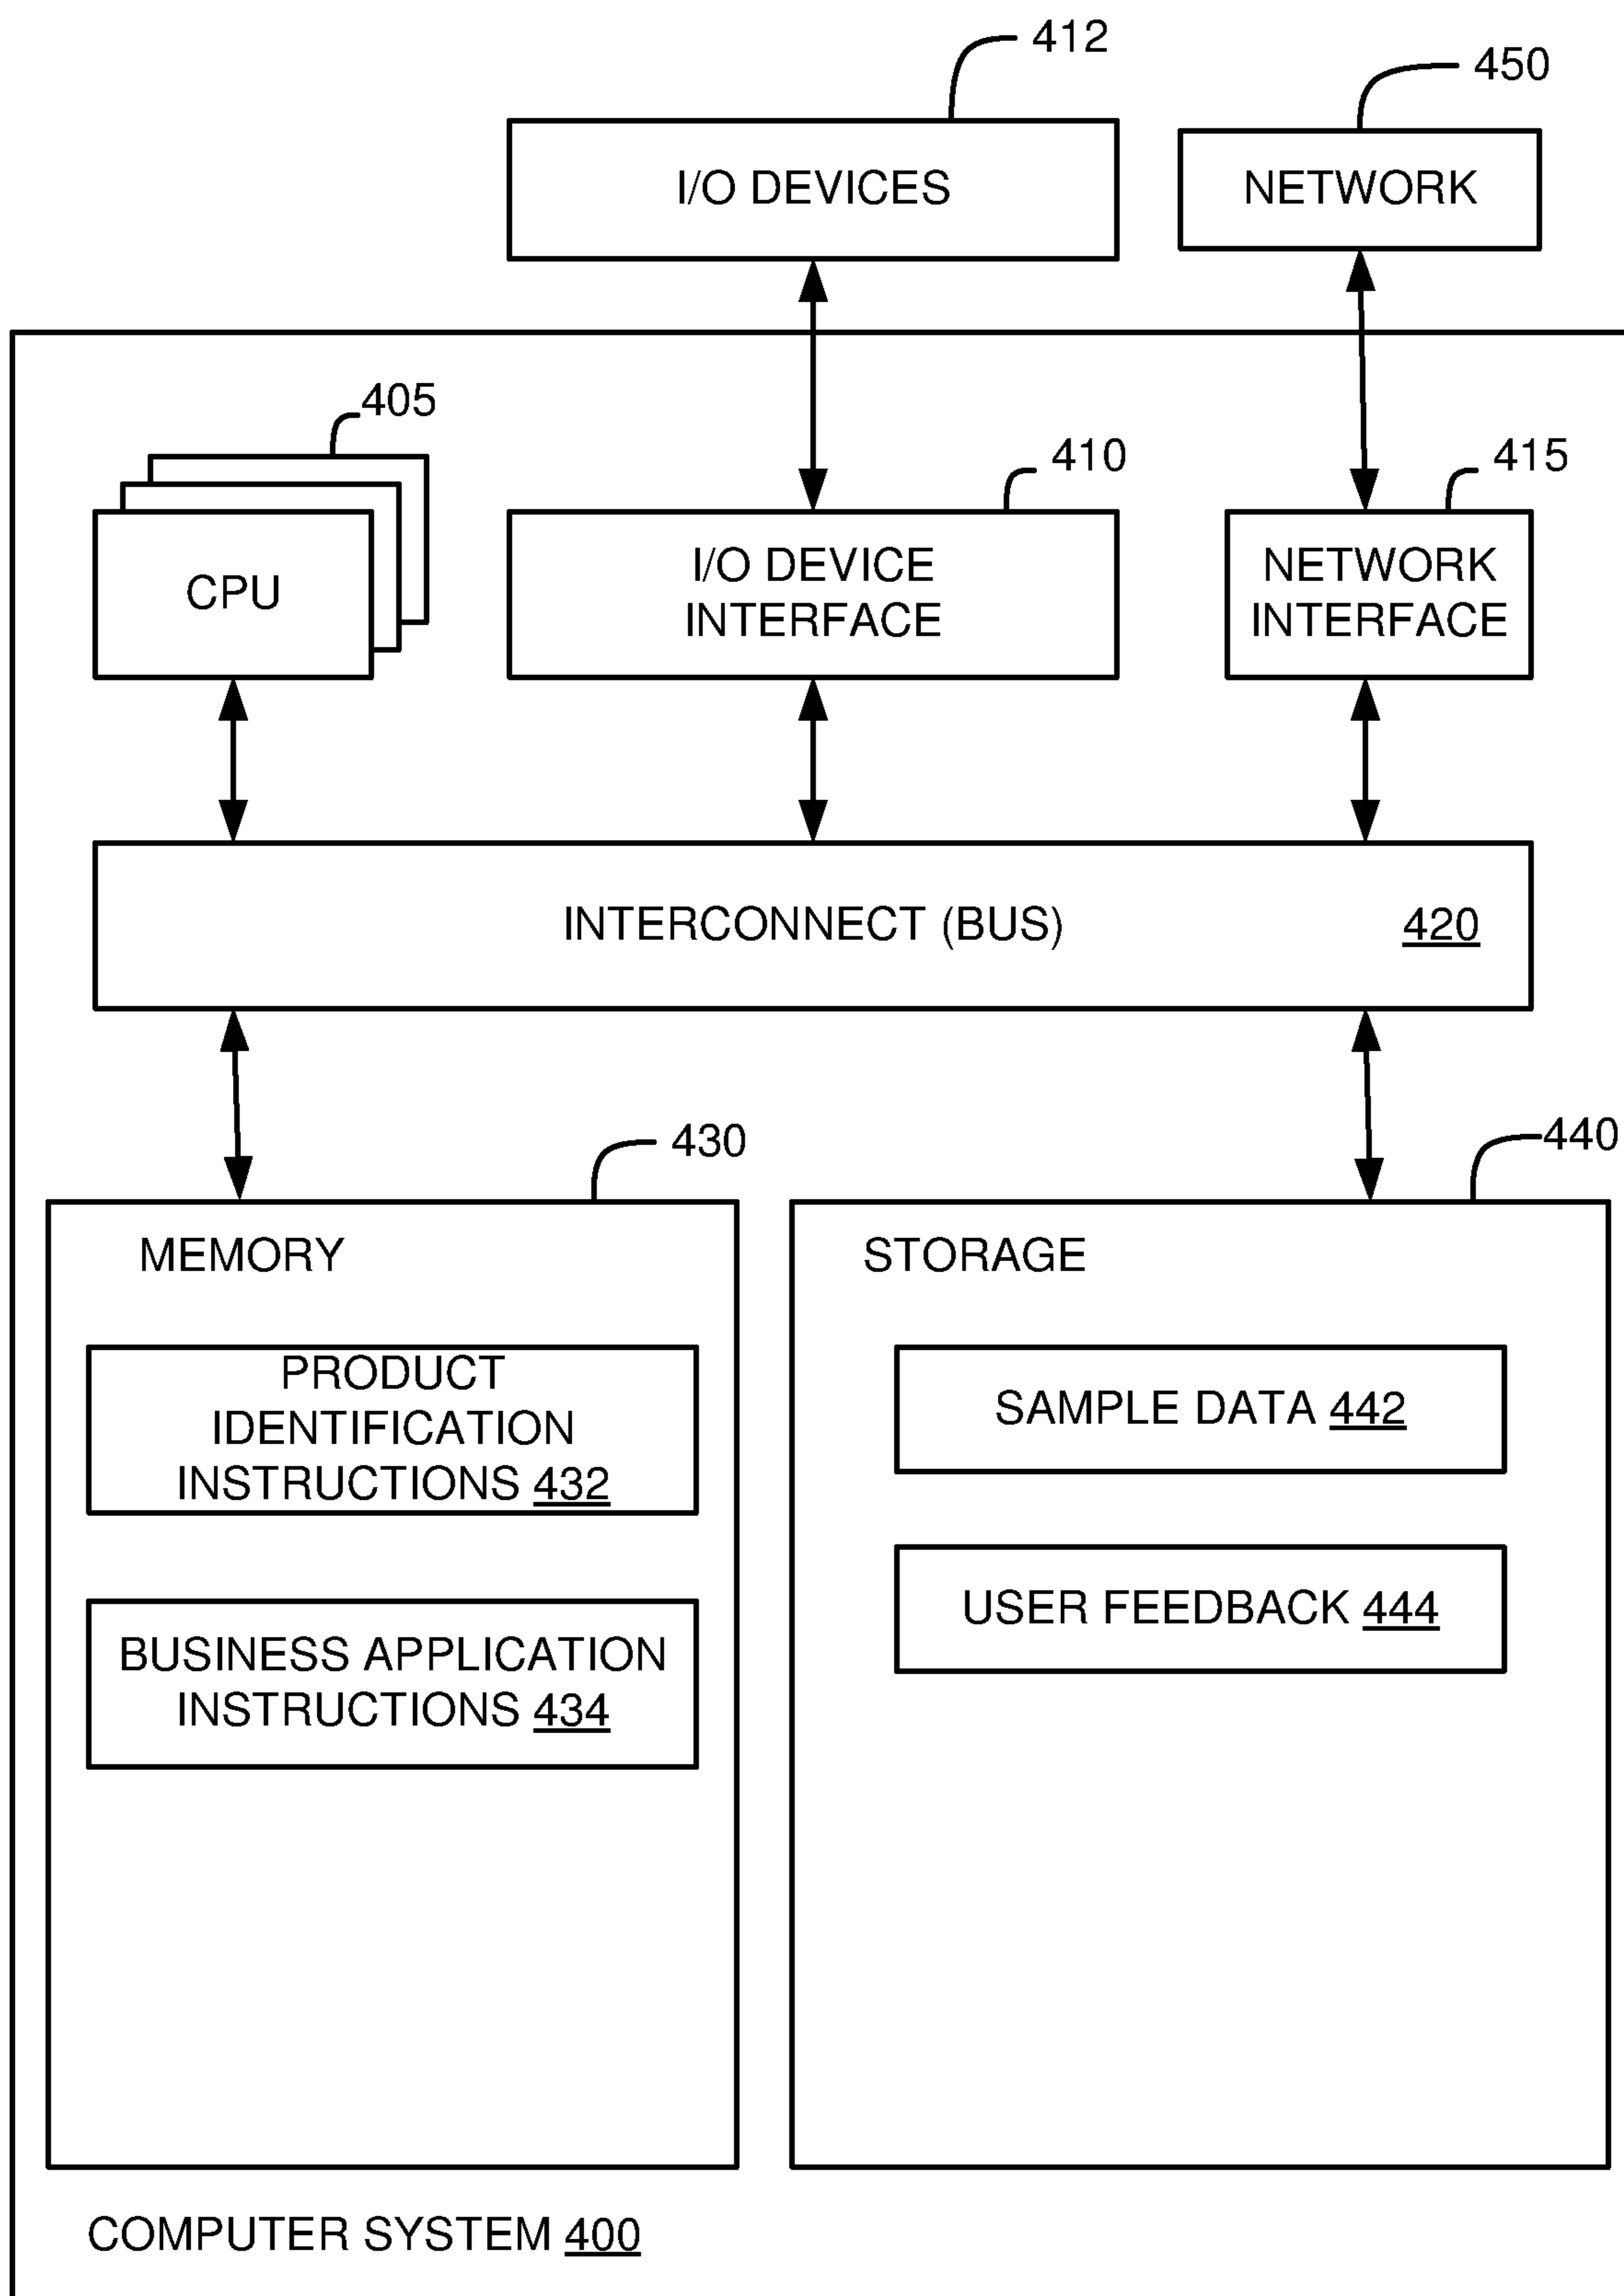 412
450
I/O DEVICES
NETWORK
405
410
415
CPU
I/O DEVICE
INTERFACE
NETWORK
INTERFACE
INTERCONNECT (BUS) 420
430
440
MEMORY
PRODUCT
IDENTIFICATION
INSTRUCTIONS 432
BUSINESS APPLICATION
INSTRUCTIONS 434
STORAGE
SAMPLE DATA 442
USER FEEDBACK 444
COMPUTER SYSTEM 400